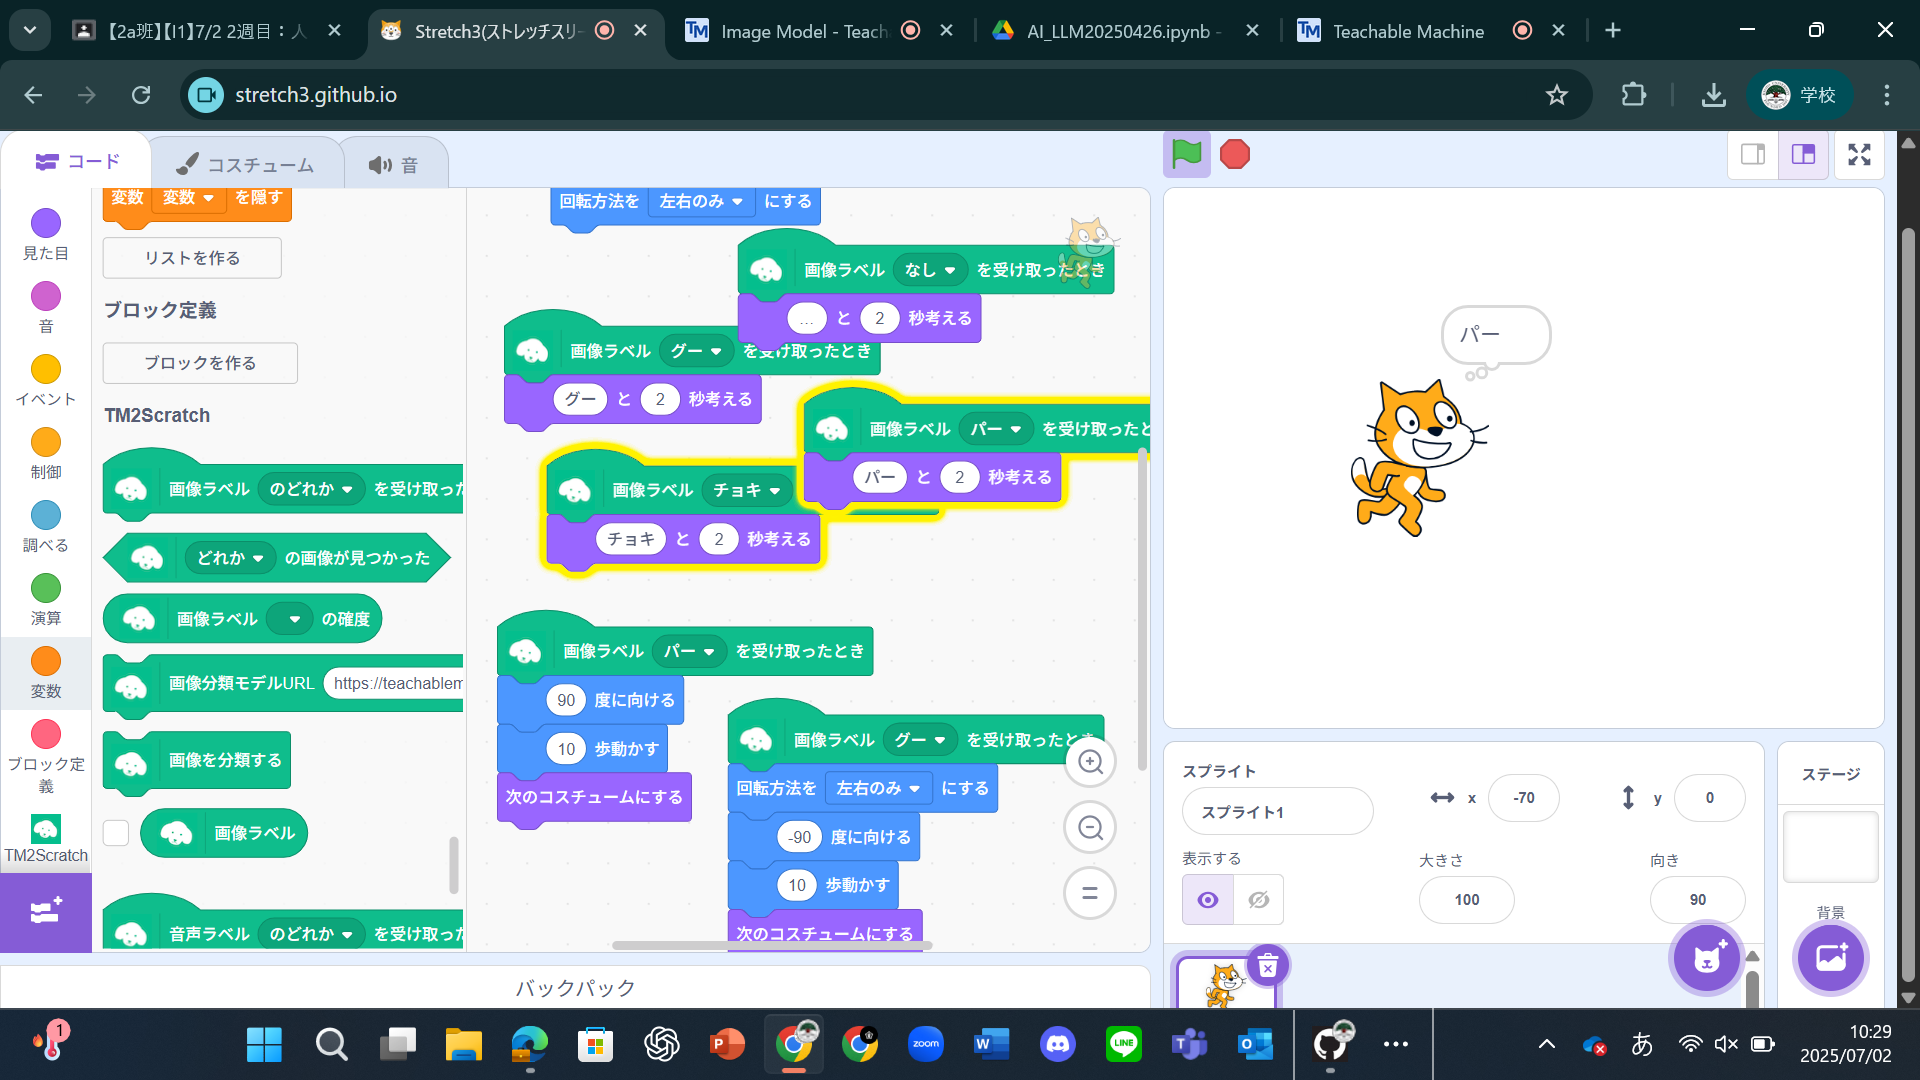 【2a班】【I1】7/2 2週目：人
Stretch3(ストレッチスリー
Image Model - Teach
AI_LLM20250426.ipynb -
Teachable Machine
stretch3.github.io
学校
コード
コスチューム
音
見た目
音
イベント
制御
調べる
演算
変数
ブロック定義
TM2Scratch
変数 変数 を隠す
リストを作る
ブロック定義
ブロックを作る
TM2Scratch
画像ラベル のどれか を受け取った
どれか の画像が見つかった
画像ラベル の確度
画像分類モデルURL https://teachablem
画像を分類する
画像ラベル
音声ラベル のどれか を受け取った
回転方法を 左右のみ にする
画像ラベル なし を受け取ったとき
... と 2 秒考える
画像ラベル グー を受け取ったとき
グー と 2 秒考える
画像ラベル パー を受け取ったと
パー と 2 秒考える
画像ラベル チョキ
チョキ と 2 秒考える
画像ラベル パー を受け取ったとき
90 度に向ける
10 歩動かす
次のコスチュームにする
画像ラベル グー を受け取ったとき
回転方法を 左右のみ にする
-90 度に向ける
10 歩動かす
次のコスチュームにする
バックパック
パー
スプライト
スプライト1
x -70
y 0
表示する
大きさ
100
向き
90
ステージ
背景
1
zoom
LINE
あ
10:29
2025/07/02